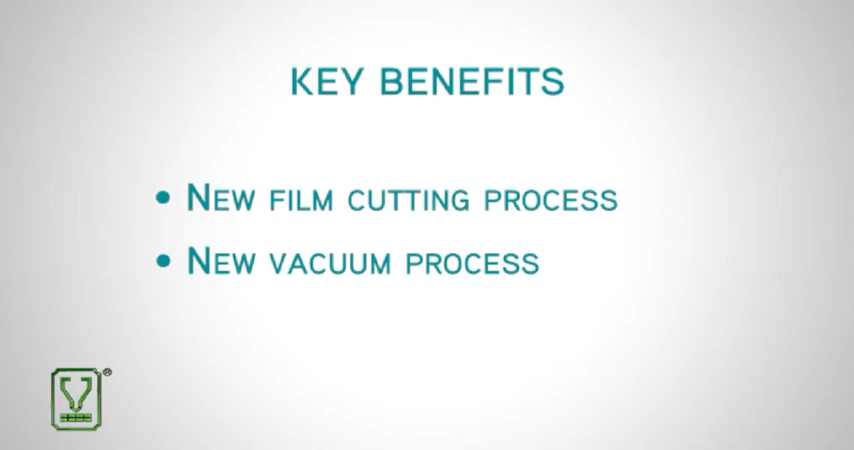 KEY BENEFITS
• NEW FILM CUTTING PROCESS
• NEW VACUUM PROCESS
®